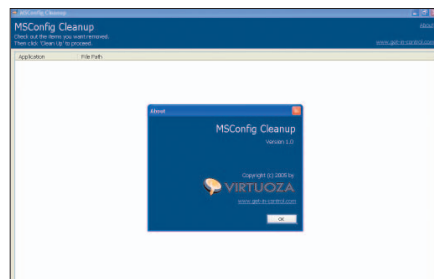 MSConfig Cleanup
MSConfig Cleanup
About
Check out the items you want removed.
Then click 'Clean Up' to proceed.
www.get-in-control.com
Application File Path
About
MSConfig Cleanup
Version 1.0
Copyright (c) 2005 by
VIRTUOZA
www.get-in-control.com
OK